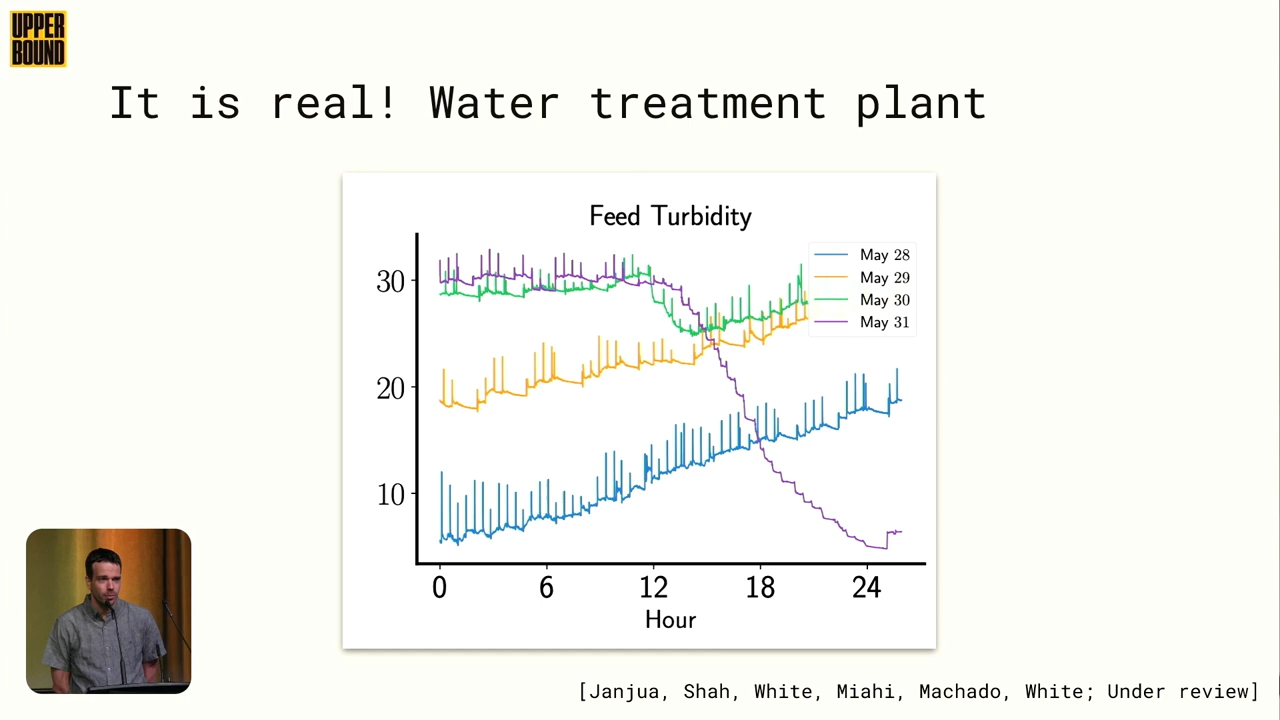 UPPER
BOUND
It is real! Water treatment plant
Feed Turbidity
30
20
10
May 28
May 29
May 30
May 31
0 6 12 18 24
Hour
[Janjua, Shah, White, Miahi, Machado, White; Under review]